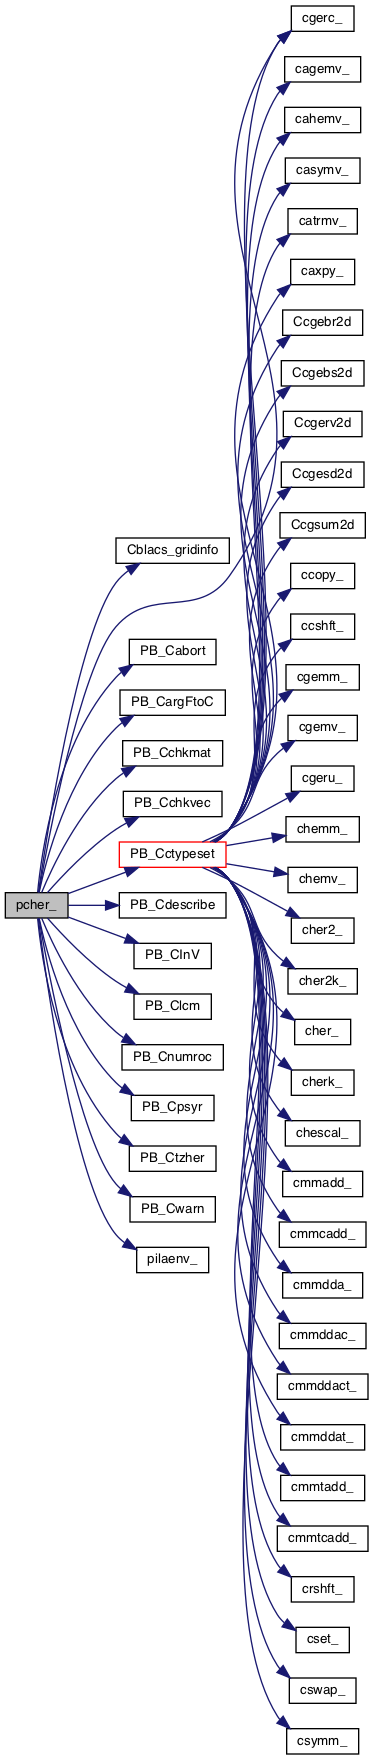 cgerc_
cagemv_
cahemv_
casymv_
catrmv_
caxpy_
Ccgebr2d
Ccgebs2d
Ccgerv2d
Ccgesd2d
Ccgsum2d
Cblacs_gridinfo
ccopy_
ccshft_
PB_Cabort
cgemm_
PB_CargFtoC
cgemv_
PB_Cchkmat
cgeru_
PB_Cchkvec
chemm_
PB_Cctypeset
chemv_
pcher_
PB_Cdescribe
cher2_
PB_CInV
cher2k_
PB_Clcm
cher_
PB_Cnumroc
cherk_
PB_Cpsyr
chescal_
PB_Ctzher
cmmadd_
PB_Cwarn
cmmcadd_
pilaenv_
cmmdda_
cmmddac_
cmmddact_
cmmddat_
cmmtadd_
cmmtcadd_
crshft_
cset_
cswap_
csymm_